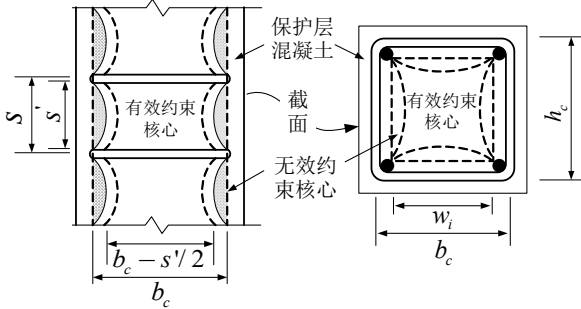 S
s'
有效约束
核心
b_c − s'/2
b_c
保护层
混凝土
截
面
无效约
束核心
有效约束
核心
h_c
w_i
b_c